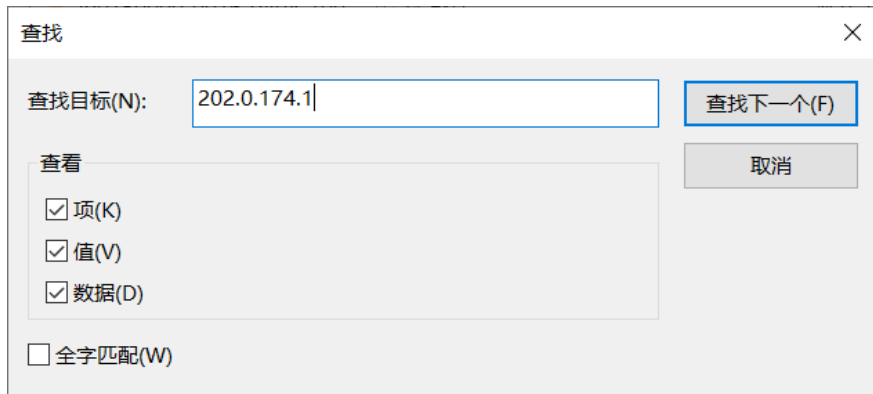 查找
查找目标(N):
202.0.174.1
查找下一个(F)
取消
查看
项(K)
值(V)
数据(D)
全字匹配(W)